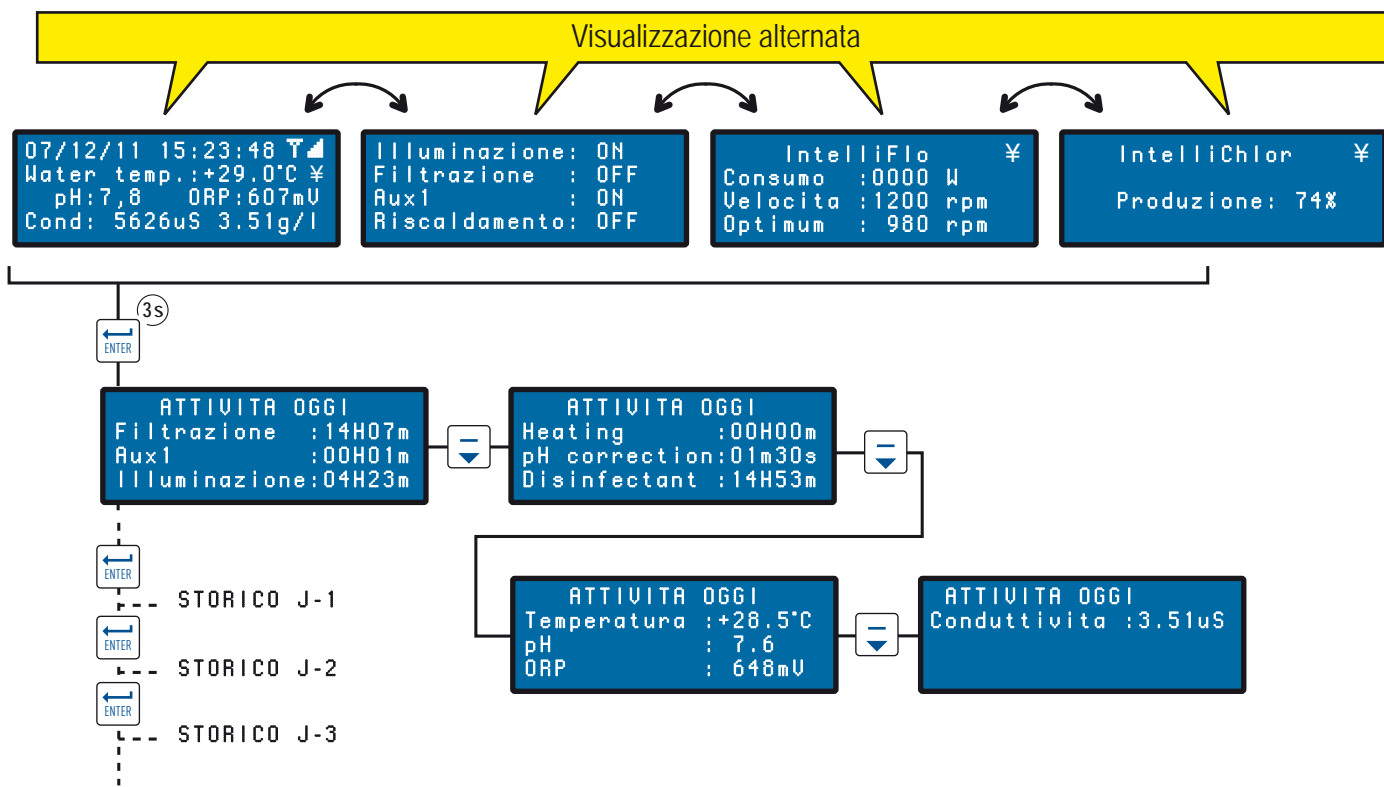 Visualizzazione alternata
07/12/11 15:23:48
Water temp.:+29.0°C ¥
pH:7,8 ORP:607mV
Cond: 5626uS 3.51g/l
Illuminazione: ON
Filtrazione : OFF
Aux1 : ON
Riscaldamento: OFF
IntelliFlo ¥
Consumo :0000 W
Velocita :1200 rpm
Optimum : 980 rpm
IntelliChlor ¥
Produzione: 74%
3s
ENTER
ATTIVITA OGGI
Filtrazione :14H07m
Aux1 :00H01m
Illuminazione:04H23m
ATTIVITA OGGI
Heating :00H00m
pH correction:01m30s
Disinfectant :14H53m
ATTIVITA OGGI
Temperatura :+28.5°C
pH : 7.6
ORP : 648mV
ATTIVITA OGGI
Conduttivita :3.51uS
ENTER
STORICO J-1
ENTER
STORICO J-2
ENTER
STORICO J-3